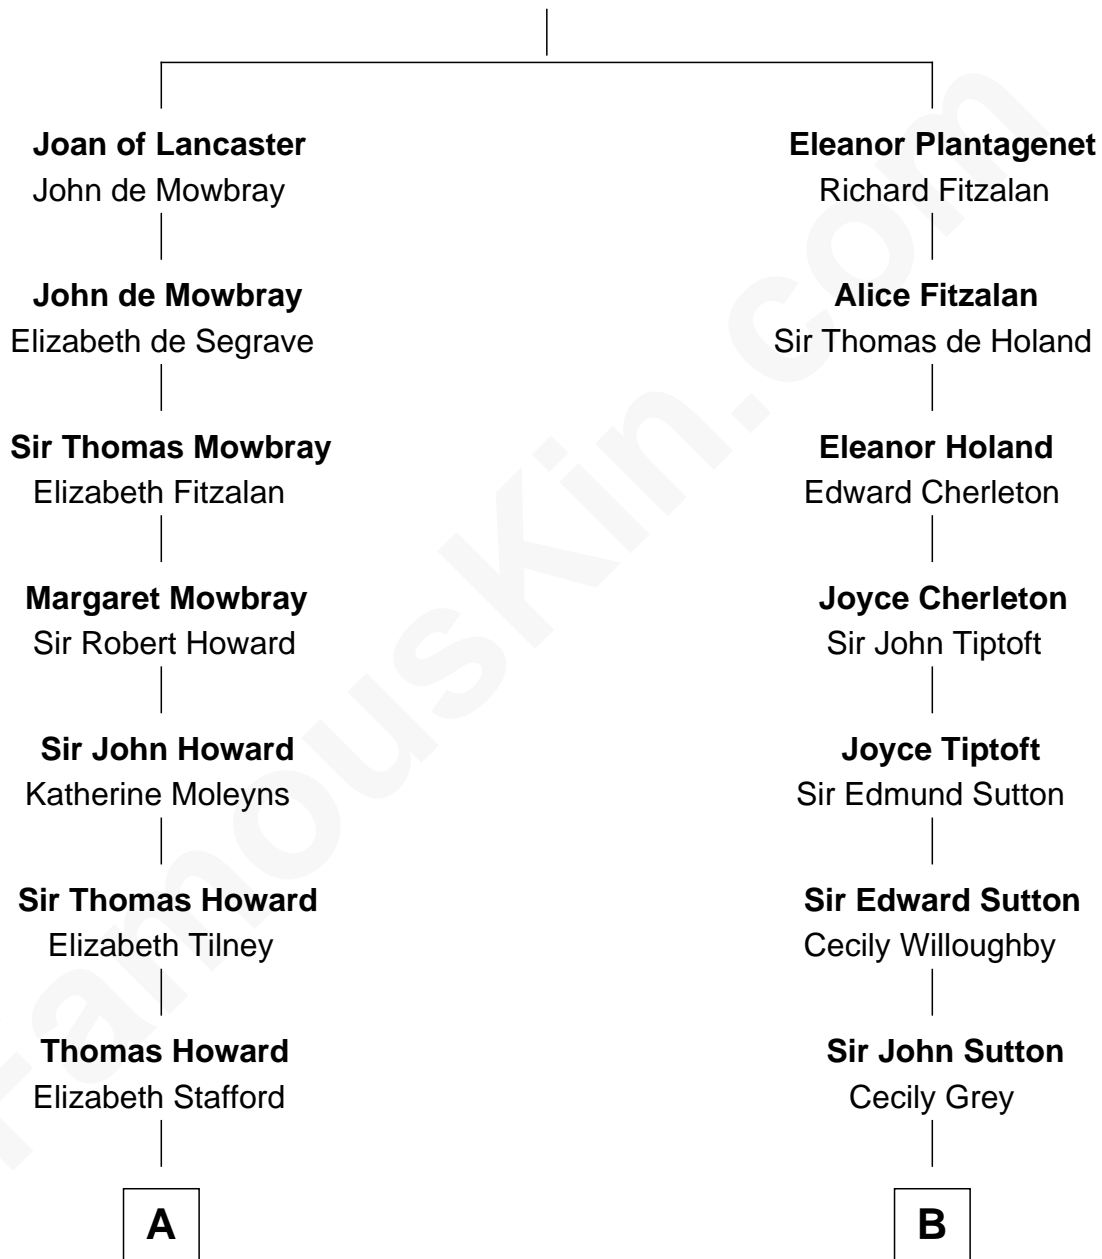 Joan of Lancaster
John de Mowbray
Eleanor Plantagenet
Richard Fitzalan
John de Mowbray
Elizabeth de Segrave
Alice Fitzalan
Sir Thomas de Holand
Sir Thomas Mowbray
Elizabeth Fitzalan
Eleanor Holand
Edward Cherleton
Margaret Mowbray
Sir Robert Howard
Joyce Cherleton
Sir John Tiptoft
Sir John Howard
Katherine Moleyns
Joyce Tiptoft
Sir Edmund Sutton
Sir Thomas Howard
Elizabeth Tilney
Sir Edward Sutton
Cecily Willoughby
Thomas Howard
Elizabeth Stafford
Sir John Sutton
Cecily Grey
A
B
FamousKin.com